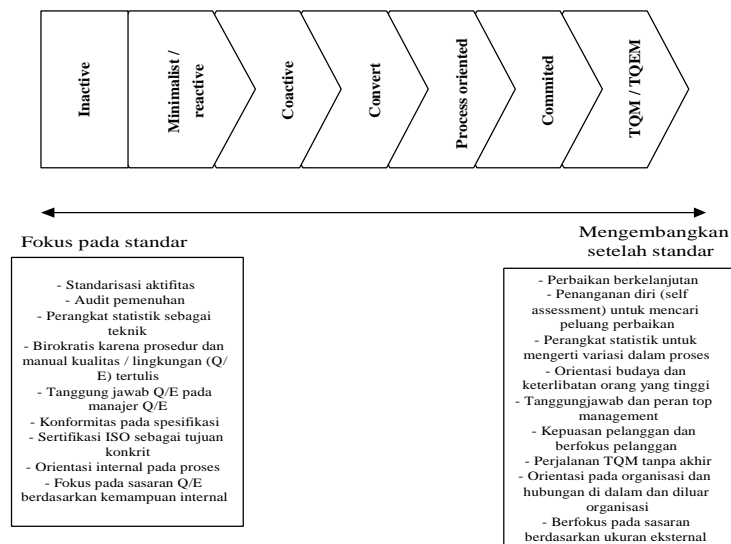 Inactive
Minimalist /
reactive
Coactive
Convert
Process oriented
Commited
TQM / TQEM
Fokus pada standar
- Standarisasi aktifitas
- Audit pemenuhan
- Perangkat statistik sebagai
teknik
- Birokratis karena prosedur dan
manual kualitas / lingkungan (Q/
E) tertulis
- Tanggung jawab Q/E pada
manajer Q/E
- Konformitas pada spesifikasi
- Sertifikasi ISO sebagai tujuan
konkrit
- Orientasi internal pada proses
- Fokus pada sasaran Q/E
berdasarkan kemampuan internal
Mengembangkan
setelah standar
- Perbaikan berkelanjutan
- Penanganan diri (self
assessment) untuk mencari
peluang perbaikan
- Perangkat statistik untuk
mengerti variasi dalam proses
- Orientasi budaya dan
keterlibatan orang yang tinggi
- Tanggungjawab dan peran top
management
- Kepuasan pelanggan dan
berfokus pelanggan
- Perjalanan TQM tanpa akhir
- Orientasi pada organisasi dan
hubungan di dalam dan diluar
organisasi
- Berfokus pada sasaran
berdasarkan ukuran eksternal